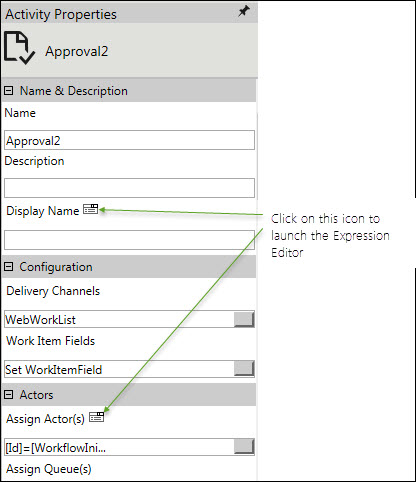 Activity Properties
Approval2
Name & Description
Name
Approval2
Description
Display Name
Click on this icon to
launch the Expression
Editor
Configuration
Delivery Channels
WebWorkList
Work Item Fields
Set WorkItemField
Actors
Assign Actor(s)
[Id]=[WorkflowIni...
Assign Queue(s)